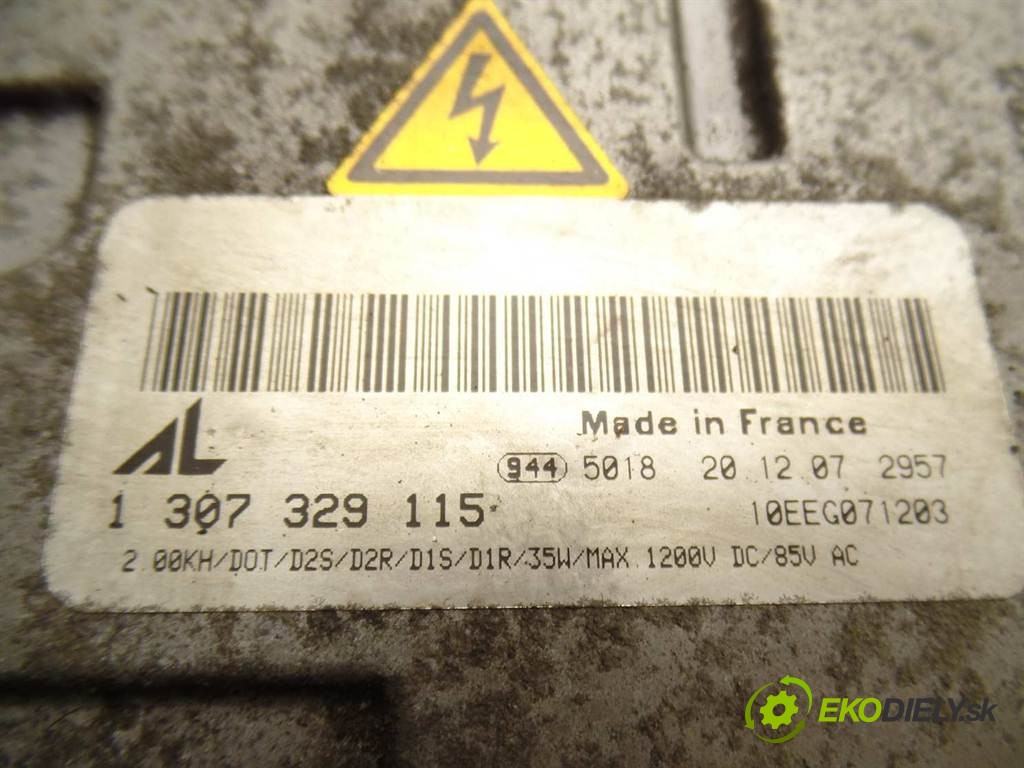 Made in France
AL
944 5018 20.12.07 2957
1 307 329 115
10EEG071203
2.00KH/DOT/D2S/D2R/D1S/D1R/35W/MAX.1200V DC/85V AC
EKODIELY.sk